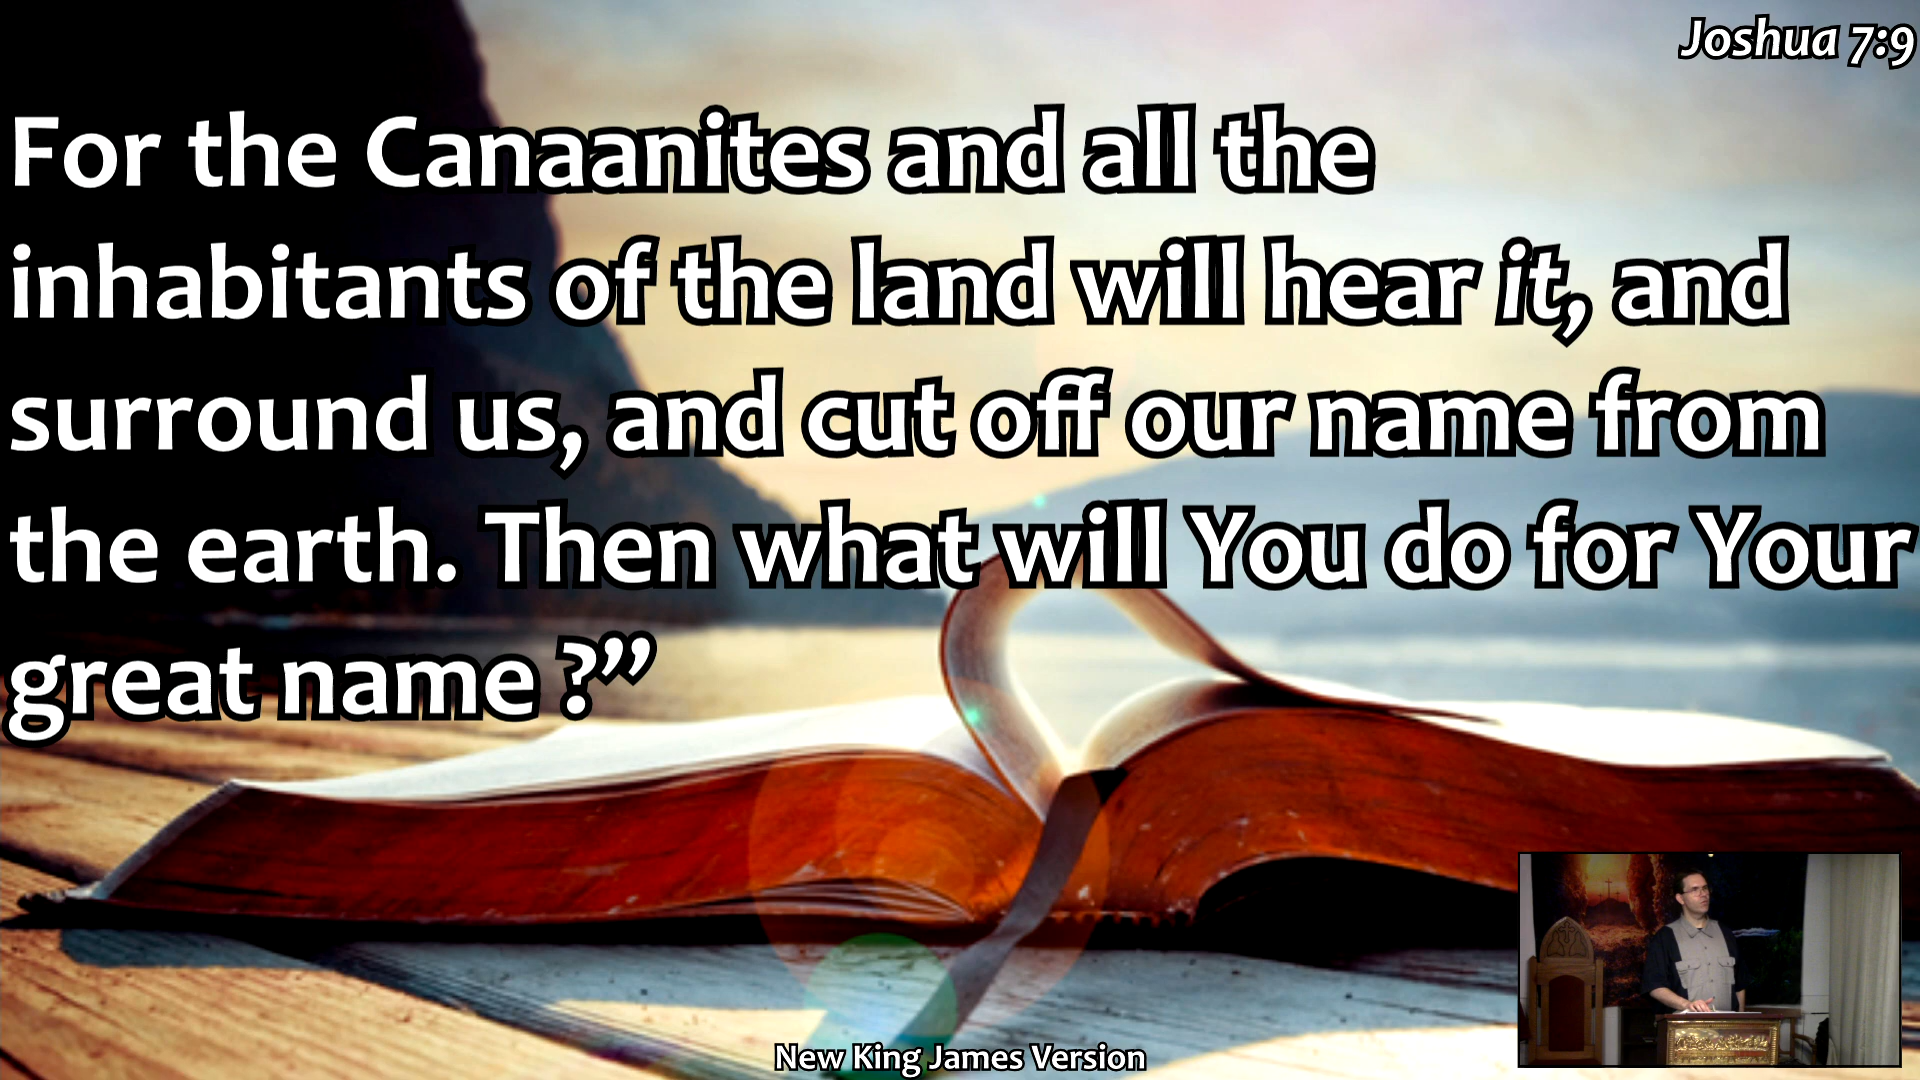 Joshua 7:9
For the Canaanites and all the
inhabitants of the land will hear it, and
surround us, and cut off our name from
the earth. Then what will You do for Your
great name ?”
New King James Version